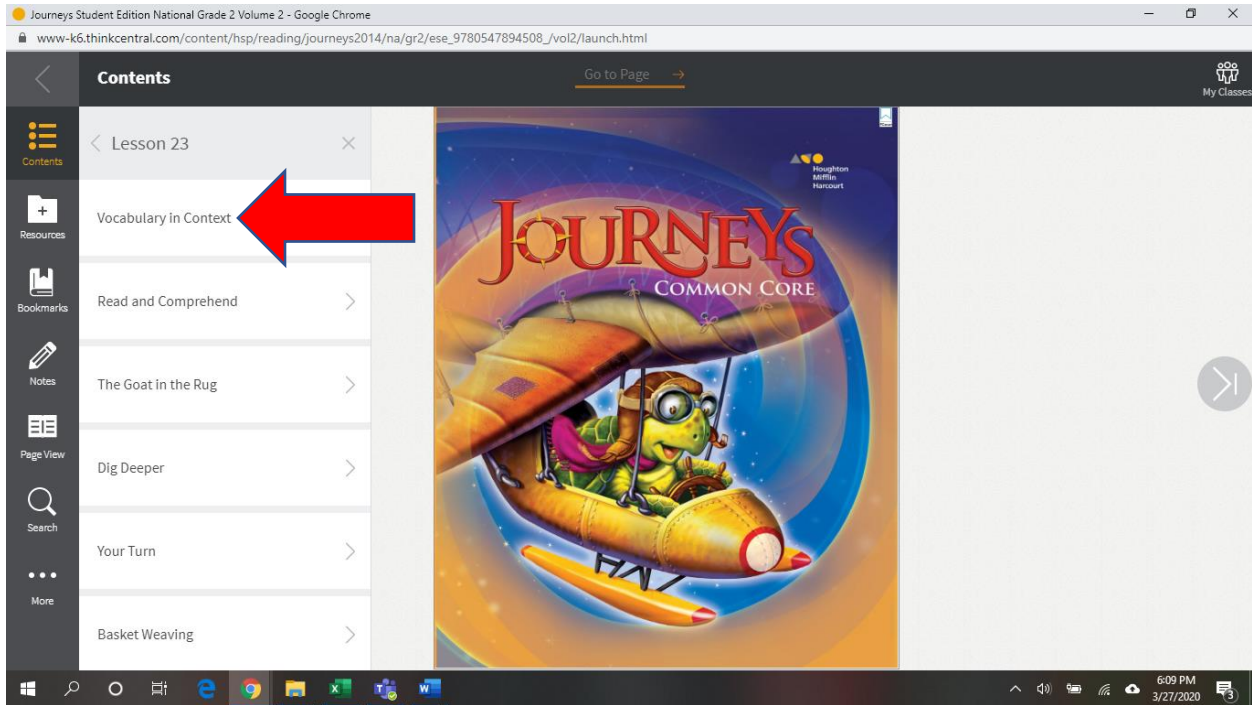 Journeys Student Edition National Grade 2 Volume 2 - Google Chrome
www-k6.thinkcentral.com/content/hsp/reading/journeys2014/na/gr2/ese_9780547894508_/vol2/launch.html
Contents
Go to Page →
My Classes
Contents
Resources
Bookmarks
Notes
Page View
Search
More
Lesson 23
Vocabulary in Context
Read and Comprehend
The Goat in the Rug
Dig Deeper
Your Turn
Basket Weaving
Houghton
Mifflin
Harcourt
JOURNEYS
COMMON CORE
6:09 PM
3/27/2020
3